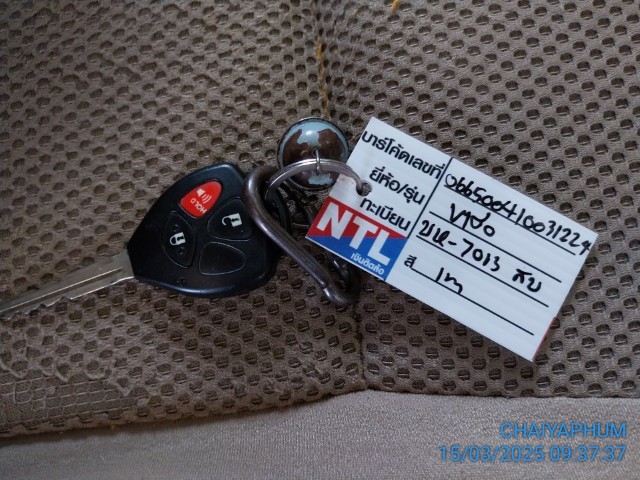 บาร์โค้ดเลขที่ 066500410031224
ยี่ห้อ/รุ่น
ทะเบียน บห-7013 สบ
สี เทา
NTL
เงินติดล้อ
HOLD
CHAIYAPHUM
15/03/2025 09:37:37